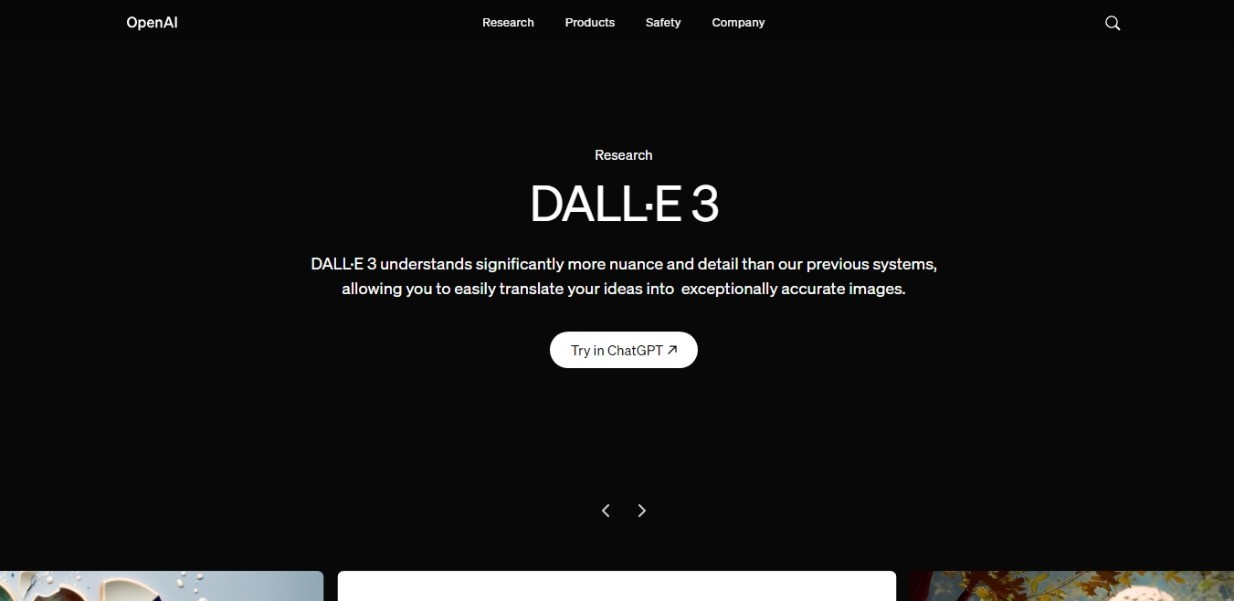 OpenAI
Research Products Safety Company
Research
DALL·E 3
DALL·E 3 understands significantly more nuance and detail than our previous systems,
allowing you to easily translate your ideas into exceptionally accurate images.
Try in ChatGPT ↗